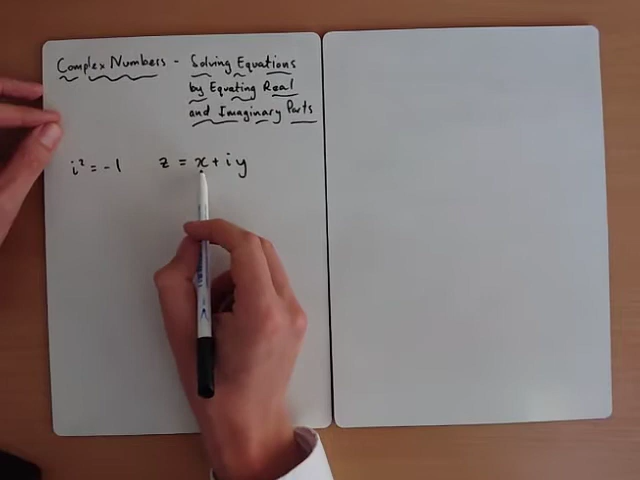 Complex Numbers - Solving Equations
by Equating Real
and Imaginary Parts
i² = -1 z = x + iy